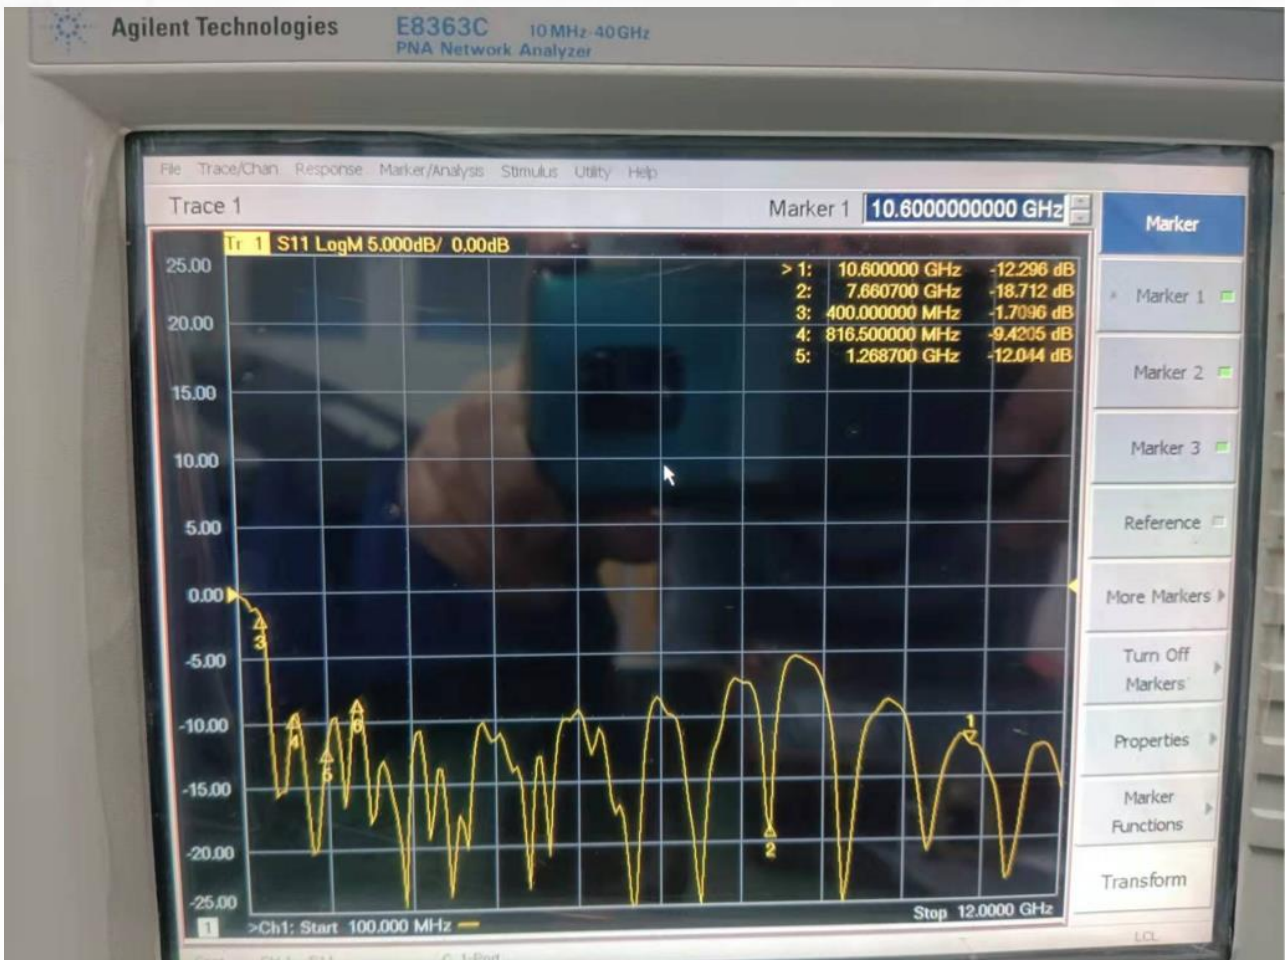 Agilent Technologies E8363C 10 MHz-40GHz
PNA Network Analyzer
File Trace/Chan Response Marker/Analysis Stimulus Utility Help
Trace 1 Marker 1 10.6000000000 GHz
Marker
Tr 1 S11 LogM 5.000dB/ 0.00dB
25.00
> 1: 10.600000 GHz -12.296 dB
2: 7.660700 GHz -18.712 dB
3: 400.000000 MHz -1.7096 dB
4: 816.500000 MHz -9.4205 dB
5: 1.268700 GHz -12.044 dB
Marker 1
20.00
Marker 2
15.00
Marker 3
10.00
Reference
5.00
0.00
More Markers
3
-5.00
Turn Off
Markers
-10.00
4
6
1
Properties
5
-15.00
Marker
Functions
-20.00
2
Transform
-25.00
1 >Ch1: Start 100.000 MHz Stop 12.0000 GHz
LCL